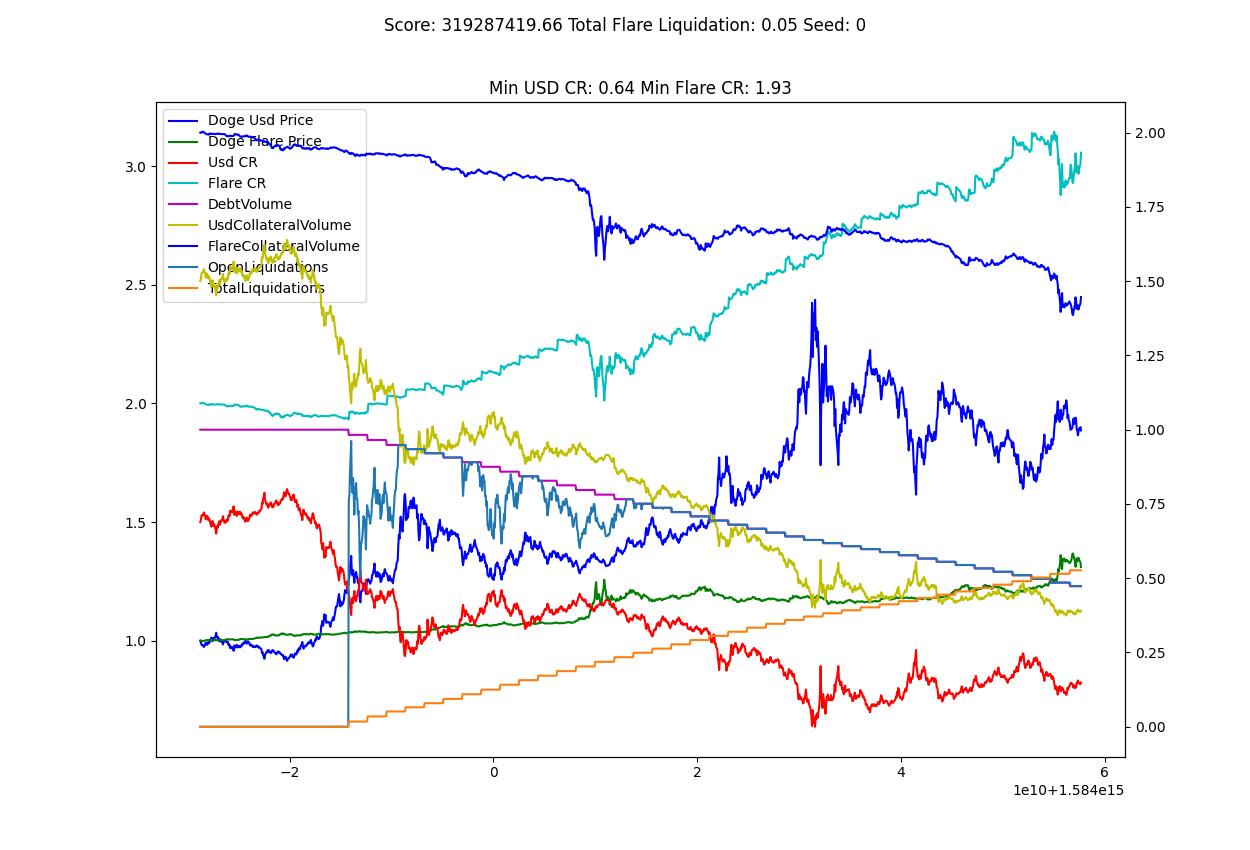 Score: 319287419.66 Total Flare Liquidation: 0.05 Seed: 0
Min USD CR: 0.64 Min Flare CR: 1.93
Doge Usd Price
Doge Flare Price
Usd CR
Flare CR
DebtVolume
UsdCollateralVolume
FlareCollateralVolume
OpenLiquidations
TotalLiquidations
3.0
2.5
2.0
1.5
1.0
2.00
1.75
1.50
1.25
1.00
0.75
0.50
0.25
0.00
−2
0
2
4
6
1e10+1.584e15